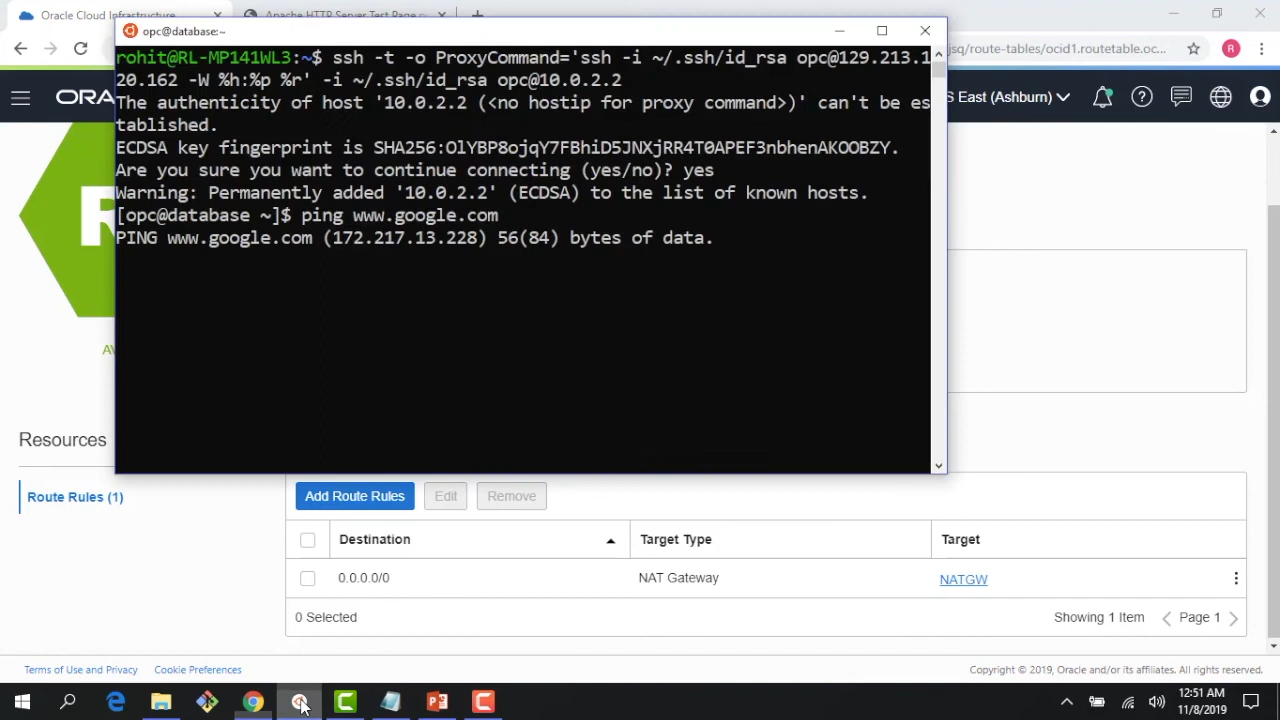 Oracle Cloud Infrastructure
Apache HTTP Server Test Page
opc@database:~
jsq/route-tables/ocid1.routetable.oc...
R
rohit@RL-MP141WL3:~$ ssh -t -o ProxyCommand='ssh -i ~/.ssh/id_rsa opc@129.213.1
20.162 -W %h:%p %r' -i ~/.ssh/id_rsa opc@10.0.2.2
The authenticity of host '10.0.2.2 (<no hostip for proxy command>)' can't be es
tablished.
ECDSA key fingerprint is SHA256:OlYBP8ojqY7FBhiD5JNXjRR4T0APEF3nbhenAKOOBZY.
Are you sure you want to continue connecting (yes/no)? yes
Warning: Permanently added '10.0.2.2' (ECDSA) to the list of known hosts.
[opc@database ~]$ ping www.google.com
PING www.google.com (172.217.13.228) 56(84) bytes of data.
ORA
S East (Ashburn)
R
AV
Resources
Route Rules (1)
Add Route Rules
Edit
Remove
Destination
Target Type
Target
0.0.0.0/0
NAT Gateway
NATGW
0 Selected
Showing 1 Item
Page 1
Terms of Use and Privacy
Cookie Preferences
Copyright © 2019, Oracle and/or its affiliates. All rights reserved.
12:51 AM
11/8/2019